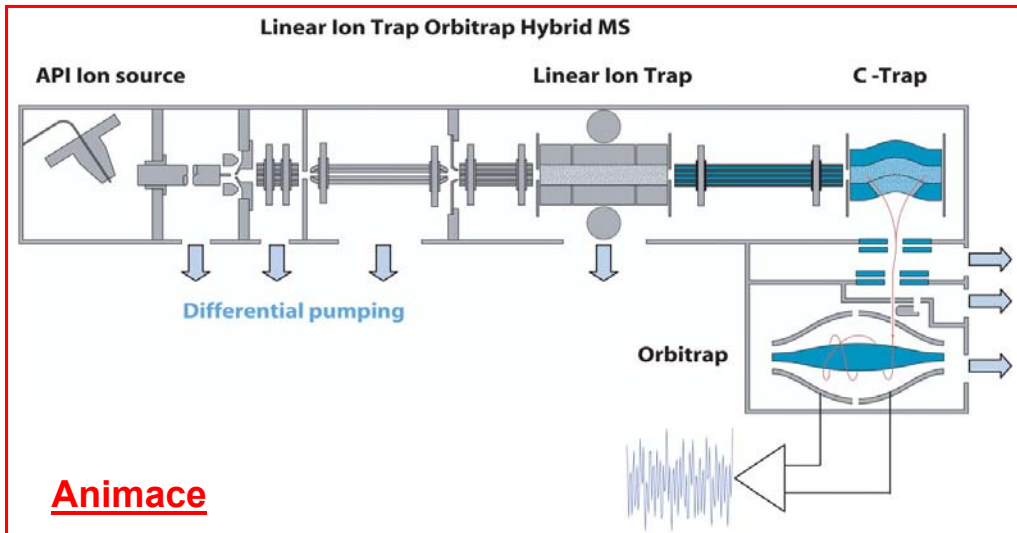 Linear Ion Trap Orbitrap Hybrid MS
API Ion source
Linear Ion Trap
C -Trap
Differential pumping
Orbitrap
Animace